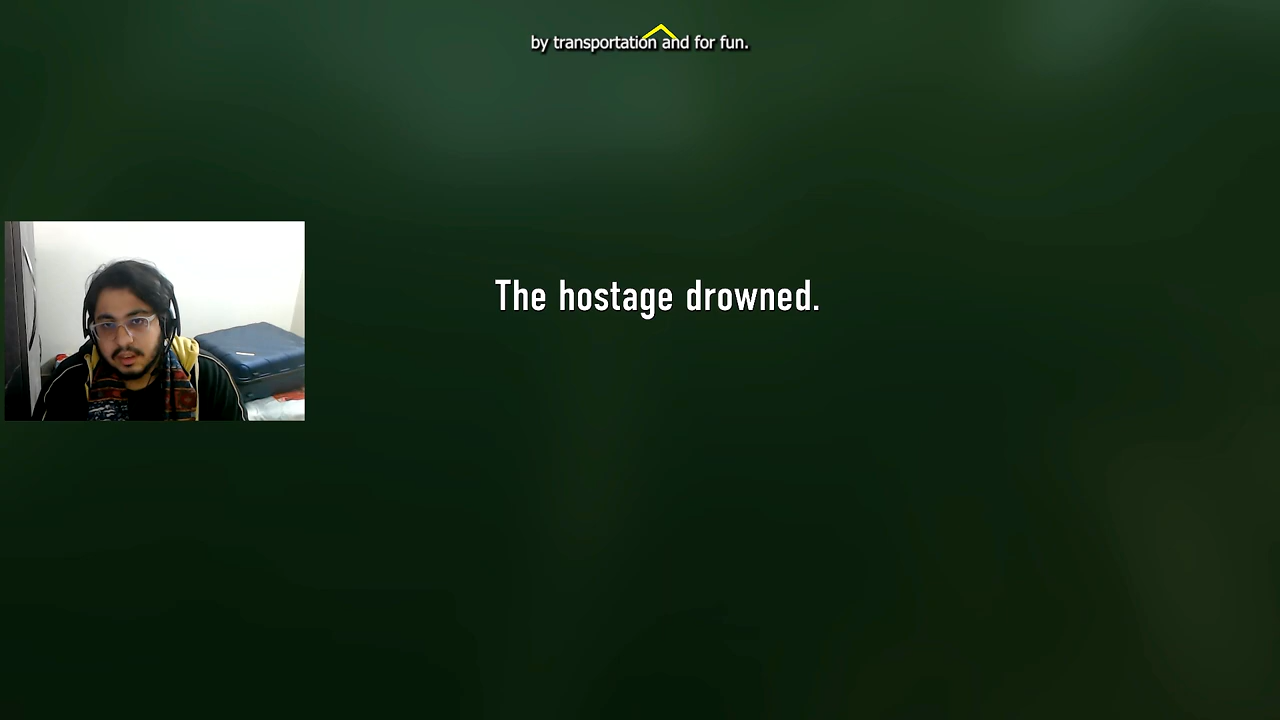 by transportation and for fun.
The hostage drowned.